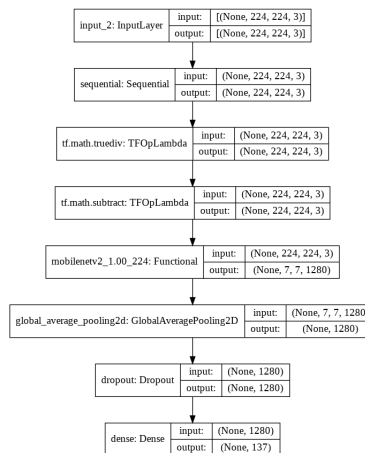 input_2: InputLayer input: [(None, 224, 224, 3)]
output: [(None, 224, 224, 3)]
sequential: Sequential input: (None, 224, 224, 3)
output: (None, 224, 224, 3)
tf.math.truediv: TFOpLambda input: (None, 224, 224, 3)
output: (None, 224, 224, 3)
tf.math.subtract: TFOpLambda input: (None, 224, 224, 3)
output: (None, 224, 224, 3)
mobilenetv2_1.00_224: Functional input: (None, 224, 224, 3)
output: (None, 7, 7, 1280)
global_average_pooling2d: GlobalAveragePooling2D input: (None, 7, 7, 1280
output: (None, 1280)
dropout: Dropout input: (None, 1280)
output: (None, 1280)
dense: Dense input: (None, 1280)
output: (None, 137)